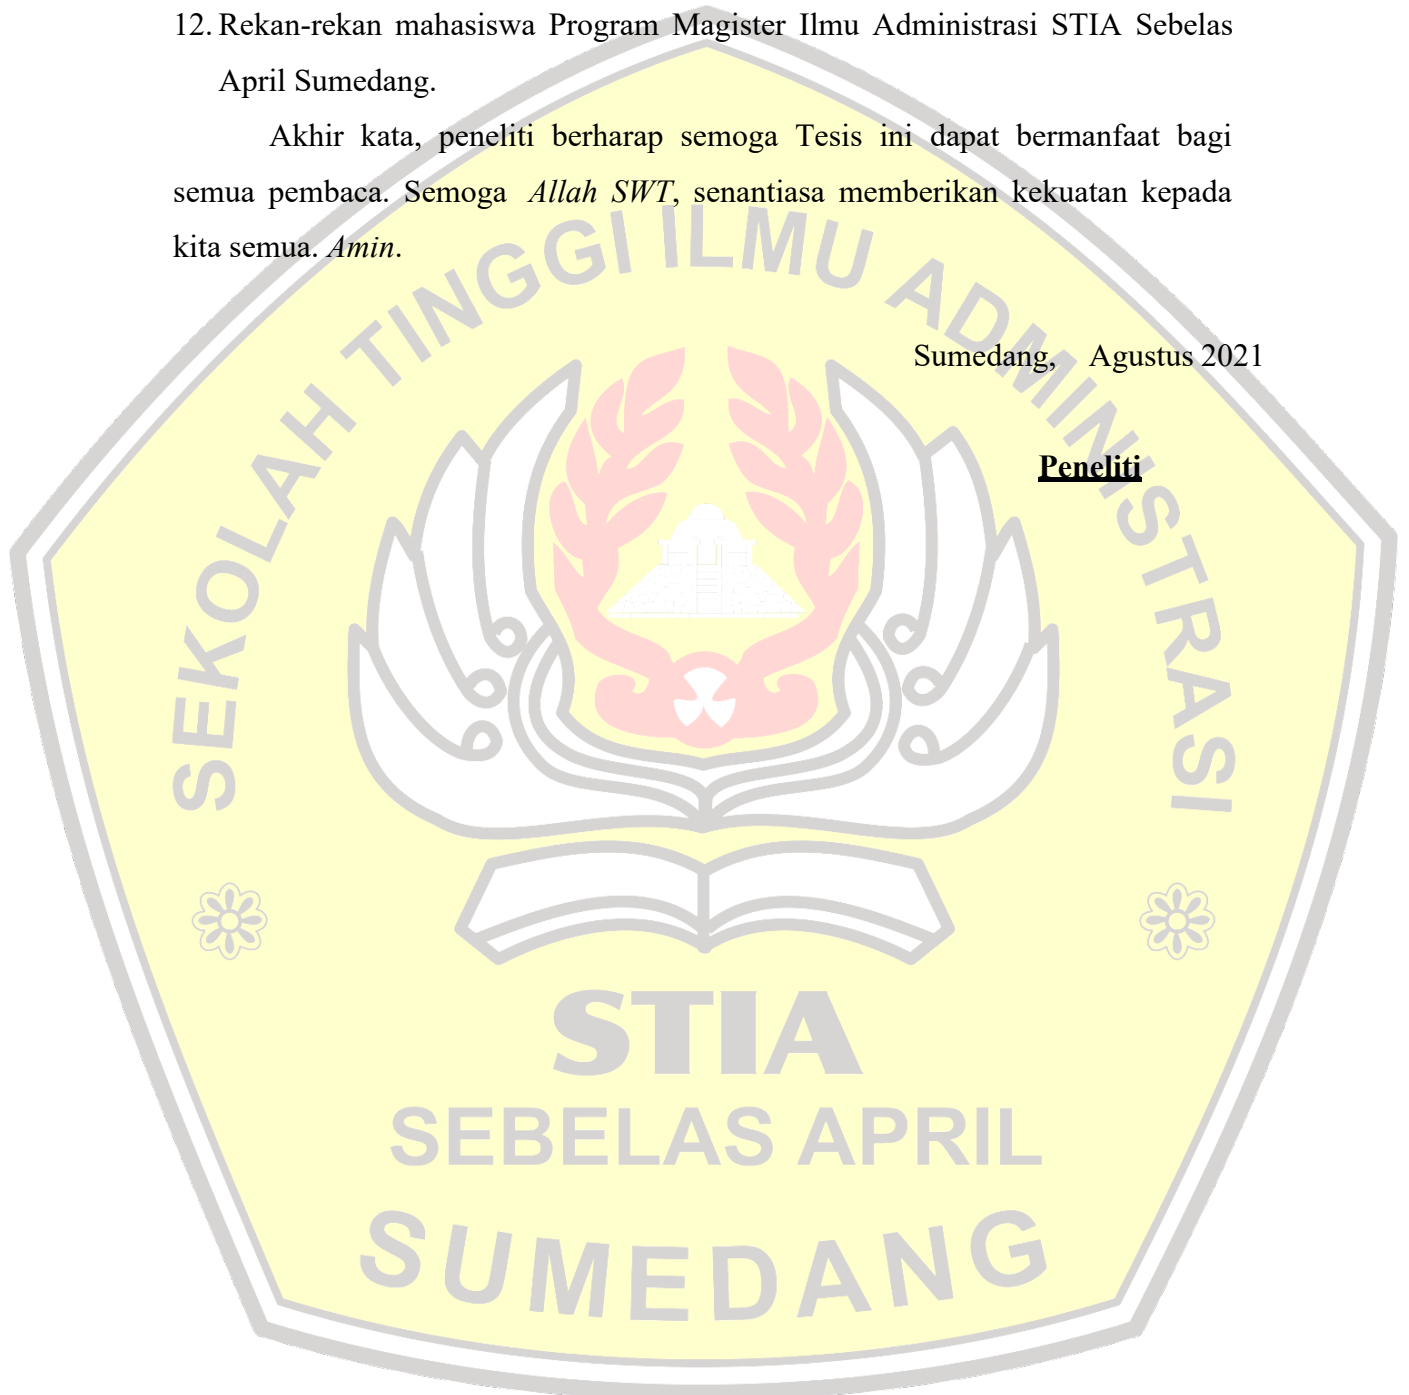 12. Rekan-rekan mahasiswa Program Magister Ilmu Administrasi STIA Sebelas
April Sumedang.
Akhir kata, peneliti berharap semoga Tesis ini dapat bermanfaat bagi
semua pembaca. Semoga Allah SWT, senantiasa memberikan kekuatan kepada
kita semua. Amin.
Sumedang, Agustus 2021
Peneliti
SEKOLAH TINGGI ILMU ADMINISTRASI
STIA
SEBELAS APRIL
SUMEDANG